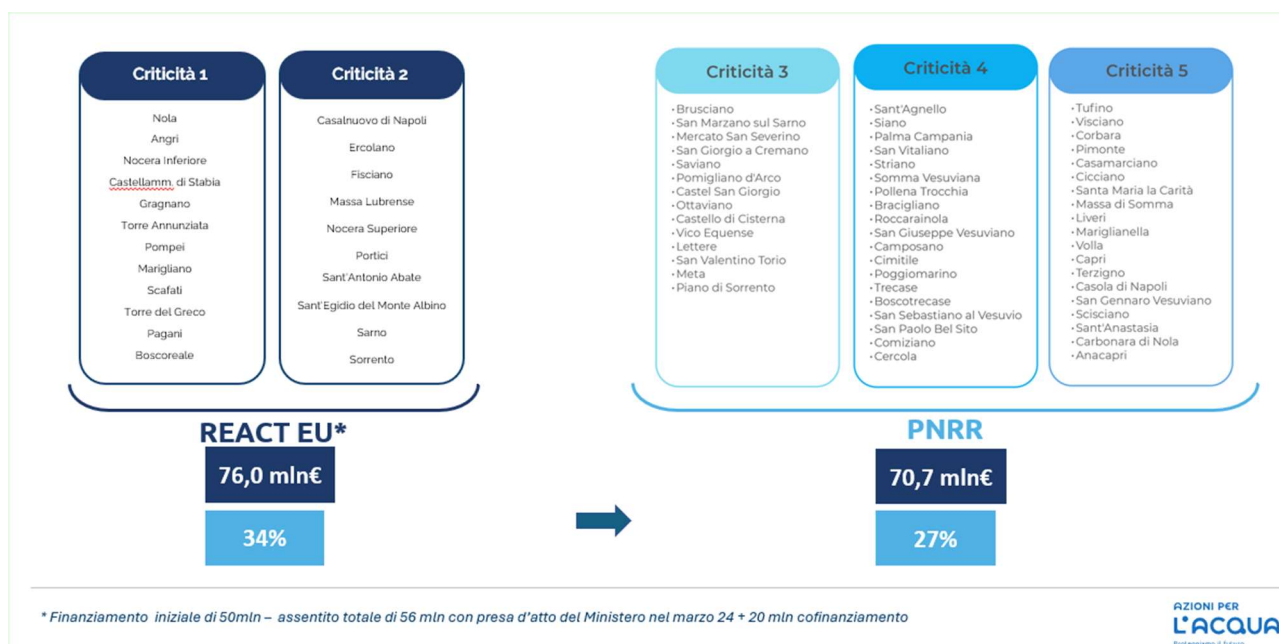 Criticità 1
Nola
Angri
Nocera Inferiore
Castellamm. di Stabia
Gragnano
Torre Annunziata
Pompei
Marigliano
Scafati
Torre del Greco
Pagani
Boscoreale
Criticità 2
Casalnuovo di Napoli
Ercolano
Fisciano
Massa Lubrense
Nocera Superiore
Portici
Sant'Antonio Abate
Sant'Egidio del Monte Albino
Sarno
Sorrento
REACT EU*
76,0 mln€
34%
Criticità 3
• Brusciano
• San Marzano sul Sarno
• Mercato San Severino
• San Giorgio a Cremano
• Saviano
• Pomigliano d'Arco
• Castel San Giorgio
• Ottaviano
• Castello di Cisterna
• Vico Equense
• Lettere
• San Valentino Torio
• Meta
• Piano di Sorrento
Criticità 4
• Sant'Agnello
• Siano
• Palma Campania
• San Vitaliano
• Striano
• Somma Vesuviana
• Pollena Trocchia
• Bracigliano
• Roccarainola
• San Giuseppe Vesuviano
• Camposano
• Cimitile
• Poggiomarino
• Trecase
• Boscotrecase
• San Sebastiano al Vesuvio
• San Paolo Bel Sito
• Comiziano
• Cercola
Criticità 5
• Tufino
• Visciano
• Corbara
• Pimonte
• Casamarciano
• Cicciano
• Santa Maria la Carità
• Massa di Somma
• Liveri
• Mariglianella
• Volla
• Capri
• Terzigno
• Casola di Napoli
• San Gennaro Vesuviano
• Scisciano
• Sant'Anastasia
• Carbonara di Nola
• Anacapri
PNRR
70,7 mln€
27%
* Finanziamento iniziale di 50mln – assentito totale di 56 mln con presa d'atto del Ministero nel marzo 24 + 20 mln cofinanziamento
AZIONI PER
L'ACQUA